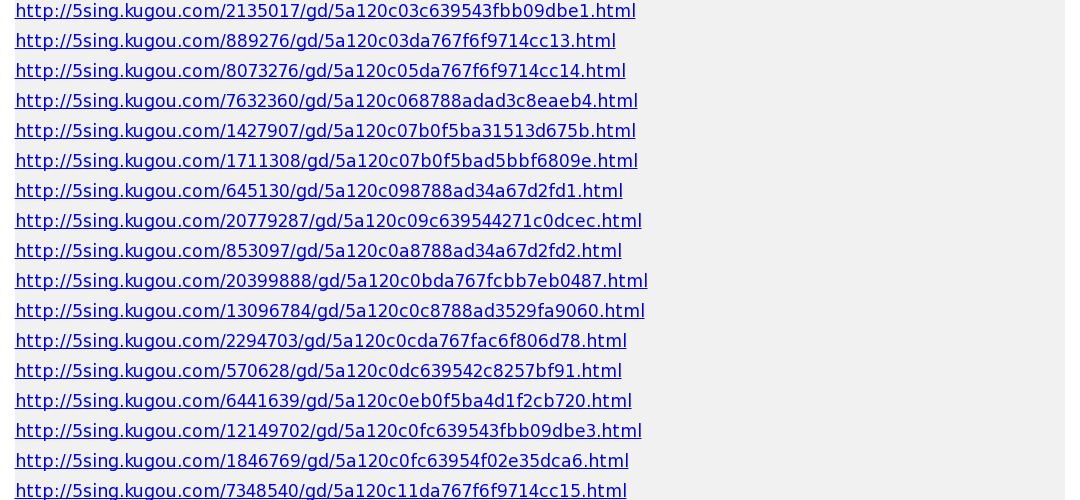 http://5sing.kugou.com/2135017/gd/5a120c03c639543fbb09dbe1.html
http://5sing.kugou.com/889276/gd/5a120c03da767f6f9714cc13.html
http://5sing.kugou.com/8073276/gd/5a120c05da767f6f9714cc14.html
http://5sing.kugou.com/7632360/gd/5a120c068788adad3c8eaeb4.html
http://5sing.kugou.com/1427907/gd/5a120c07b0f5ba31513d675b.html
http://5sing.kugou.com/1711308/gd/5a120c07b0f5bad5bbf6809e.html
http://5sing.kugou.com/645130/gd/5a120c098788ad34a67d2fd1.html
http://5sing.kugou.com/20779287/gd/5a120c09c639544271c0dcec.html
http://5sing.kugou.com/853097/gd/5a120c0a8788ad34a67d2fd2.html
http://5sing.kugou.com/20399888/gd/5a120c0bda767fcbb7eb0487.html
http://5sing.kugou.com/13096784/gd/5a120c0c8788ad3529fa9060.html
http://5sing.kugou.com/2294703/gd/5a120c0cda767fac6f806d78.html
http://5sing.kugou.com/570628/gd/5a120c0dc639542c8257bf91.html
http://5sing.kugou.com/6441639/gd/5a120c0eb0f5ba4d1f2cb720.html
http://5sing.kugou.com/12149702/gd/5a120c0fc639543fbb09dbe3.html
http://5sing.kugou.com/1846769/gd/5a120c0fc63954f02e35dca6.html
http://5sing.kugou.com/7348540/gd/5a120c11da767f6f9714cc15.html